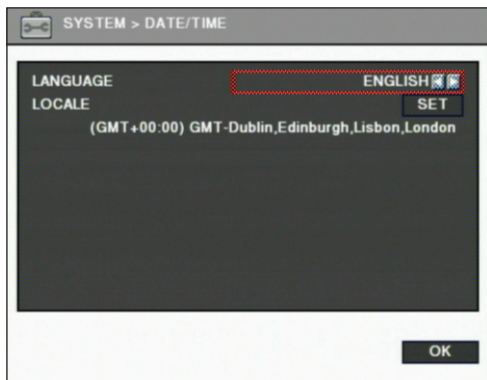 SYSTEM > DATE/TIME
LANGUAGE ENGLISH
LOCALE SET
(GMT+00:00) GMT-Dublin,Edinburgh,Lisbon,London
OK